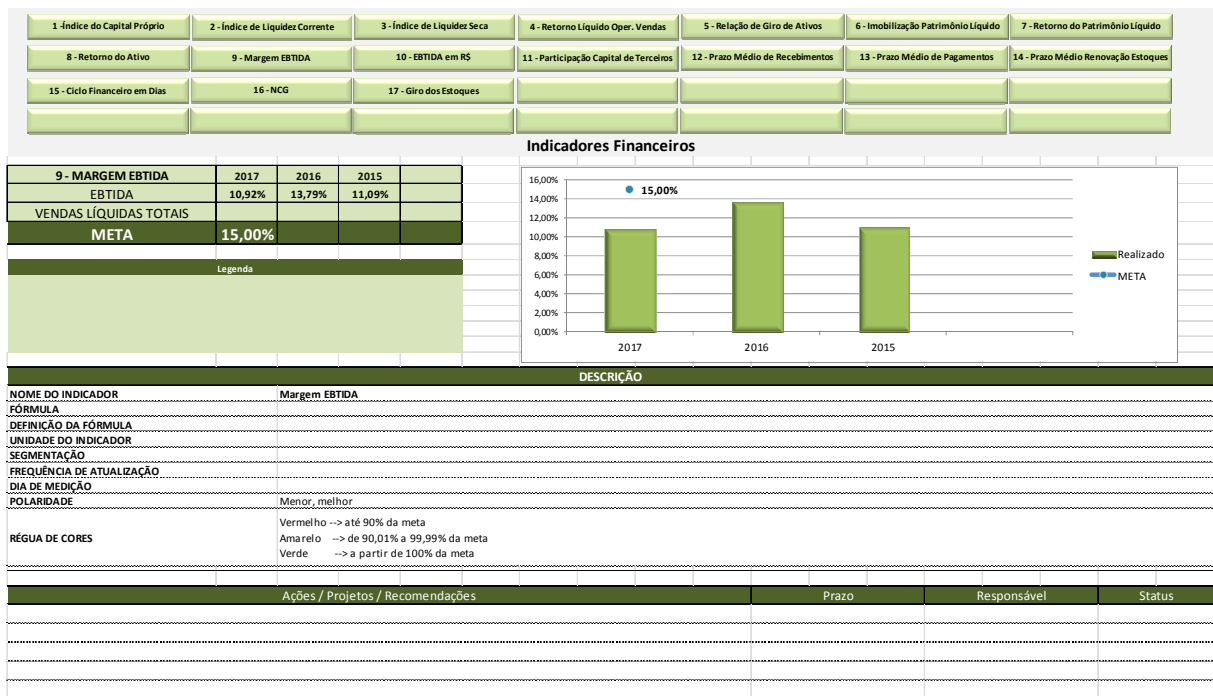 1 -Índice do Capital Próprio 2 - Índice de Liquidez Corrente 3 - Índice de Liquidez Seca 4 - Retorno Líquido Oper. Vendas 5 - Relação de Giro de Ativos 6 - Imobilização Patrimônio Líquido 7 - Retorno do Patrimônio Líquido
8 - Retorno do Ativo 9 - Margem EBTIDA 10 - EBTIDA em R$ 11 - Participação Capital de Terceiros 12 - Prazo Médio de Recebimentos 13 - Prazo Médio de Pagamentos 14 - Prazo Médio Renovação Estoques
15 - Ciclo Financeiro em Dias 16 - NCG 17 - Giro dos Estoques
Indicadores Financeiros
9 - MARGEM EBTIDA 2017 2016 2015
EBTIDA 10,92% 13,79% 11,09%
VENDAS LÍQUIDAS TOTAIS
META 15,00%
Legenda
16,00%
14,00%
12,00%
10,00%
8,00%
6,00%
4,00%
2,00%
0,00%
15,00%
2017 2016 2015
Realizado
META
DESCRIÇÃO
NOME DO INDICADOR Margem EBTIDA
FÓRMULA
DEFINIÇÃO DA FÓRMULA
UNIDADE DO INDICADOR
SEGMENTAÇÃO
FREQUÊNCIA DE ATUALIZAÇÃO
DIA DE MEDIÇÃO
POLARIDADE Menor, melhor
RÉGUA DE CORES
Vermelho --> até 90% da meta
Amarelo --> de 90,01% a 99,99% da meta
Verde --> a partir de 100% da meta
Ações / Projetos / Recomendações Prazo Responsável Status